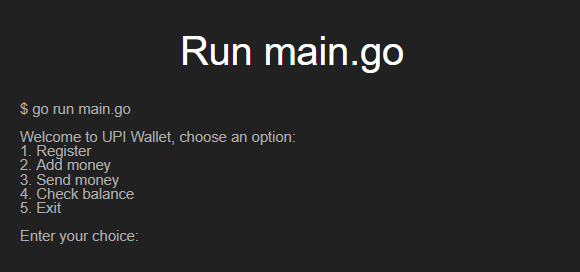 Run main.go
$ go run main.go
Welcome to UPI Wallet, choose an option:
1. Register
2. Add money
3. Send money
4. Check balance
5. Exit
Enter your choice: